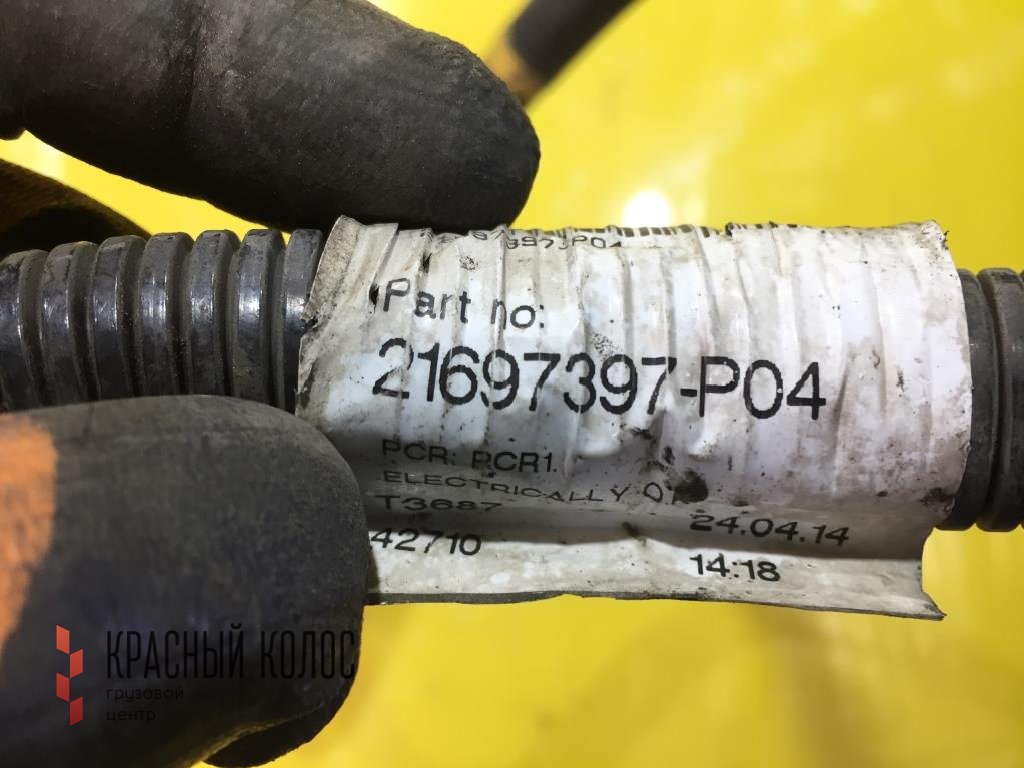 Part no:
21697397-P04
PCR: PCR1
ELECTRICALLY
T3687
24.04.14
42710
14:18
КРАСНЫЙ КОЛОС
грузовой
центр